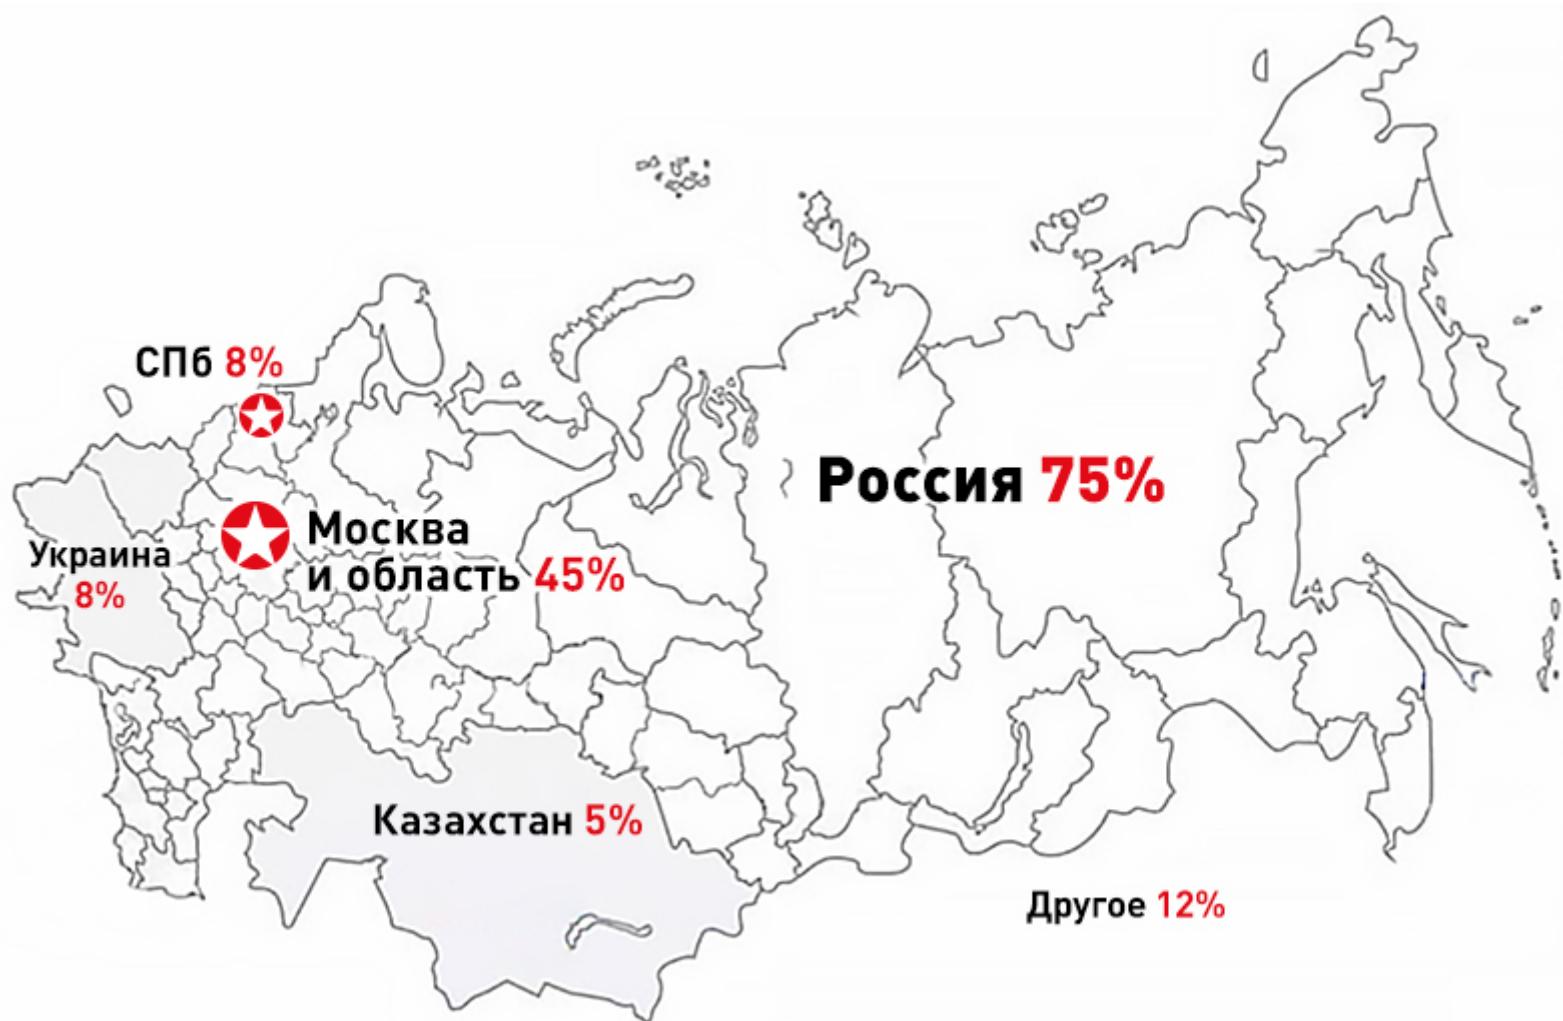 СПб 8%
Россия 75%
Москва
и область 45%
Украина
8%
Казахстан 5%
Другое 12%